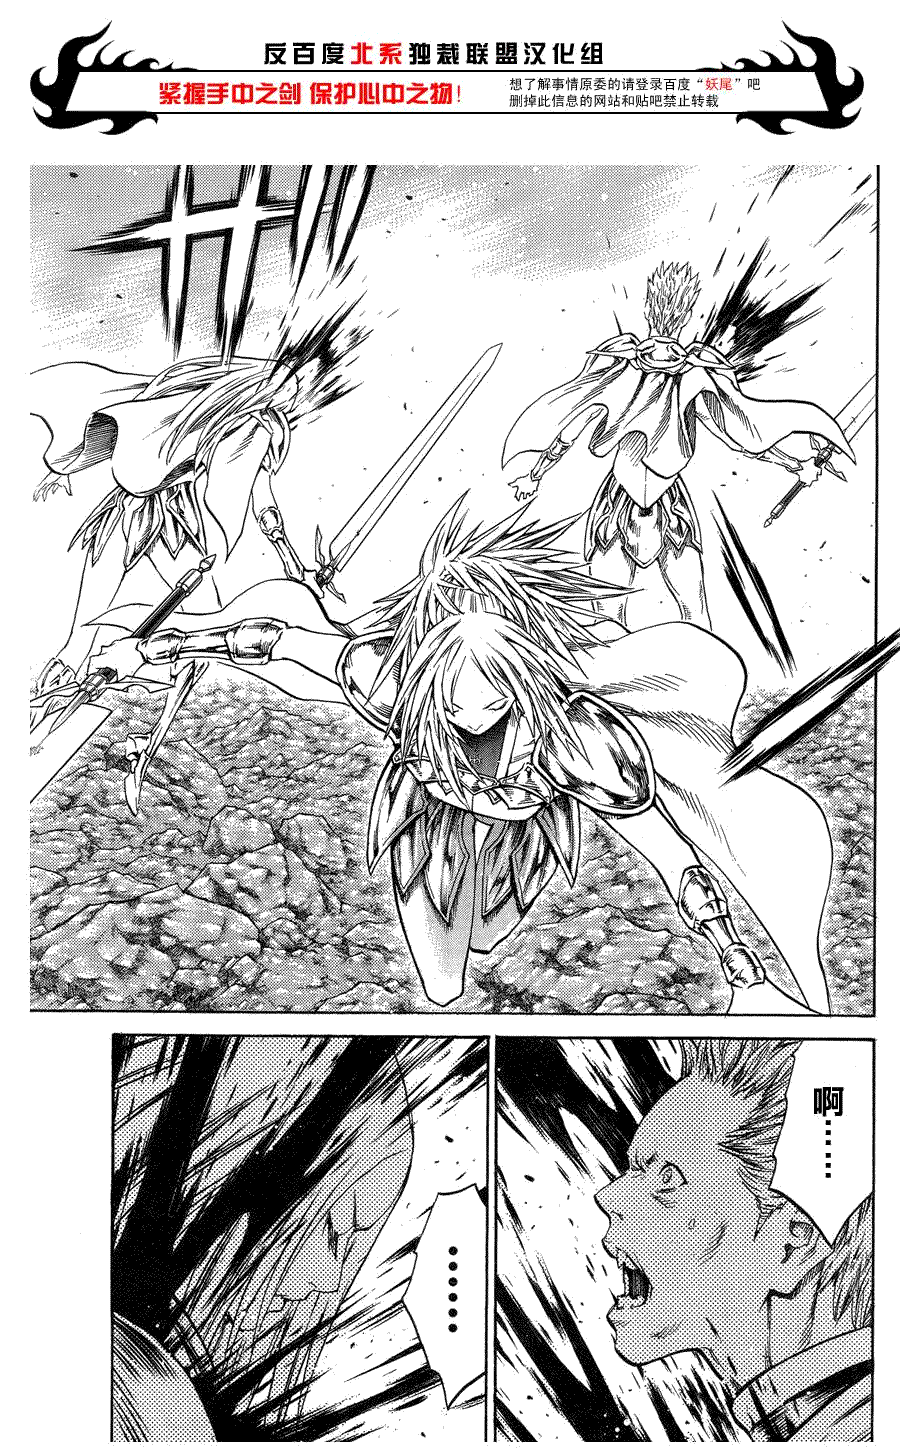 反百度北系独裁联盟汉化组
紧握手中之剑 保护心中之物！
想了解事情原委的请登录百度“妖尾”吧
删掉此信息的网站和贴吧禁止转载
啊……
……